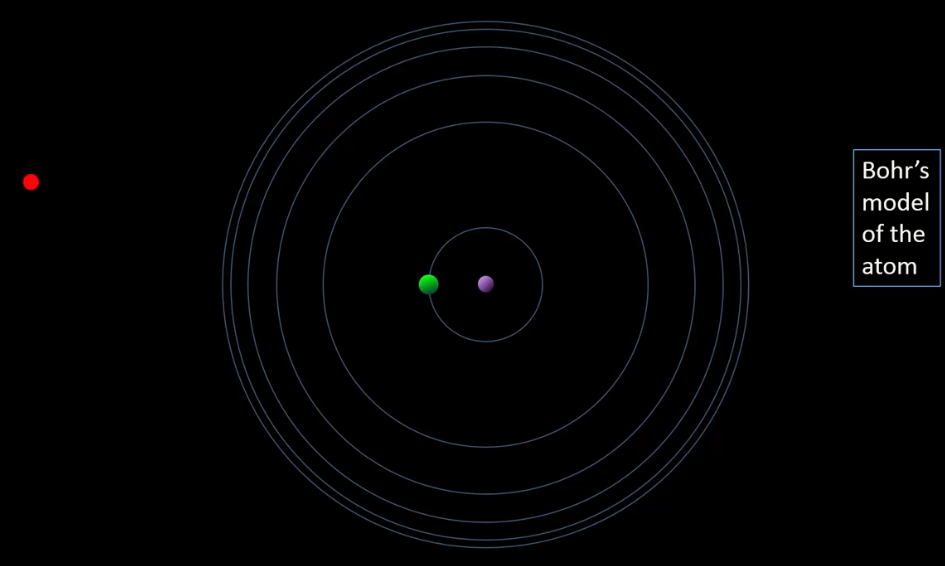 Bohr’s
model
of the
atom